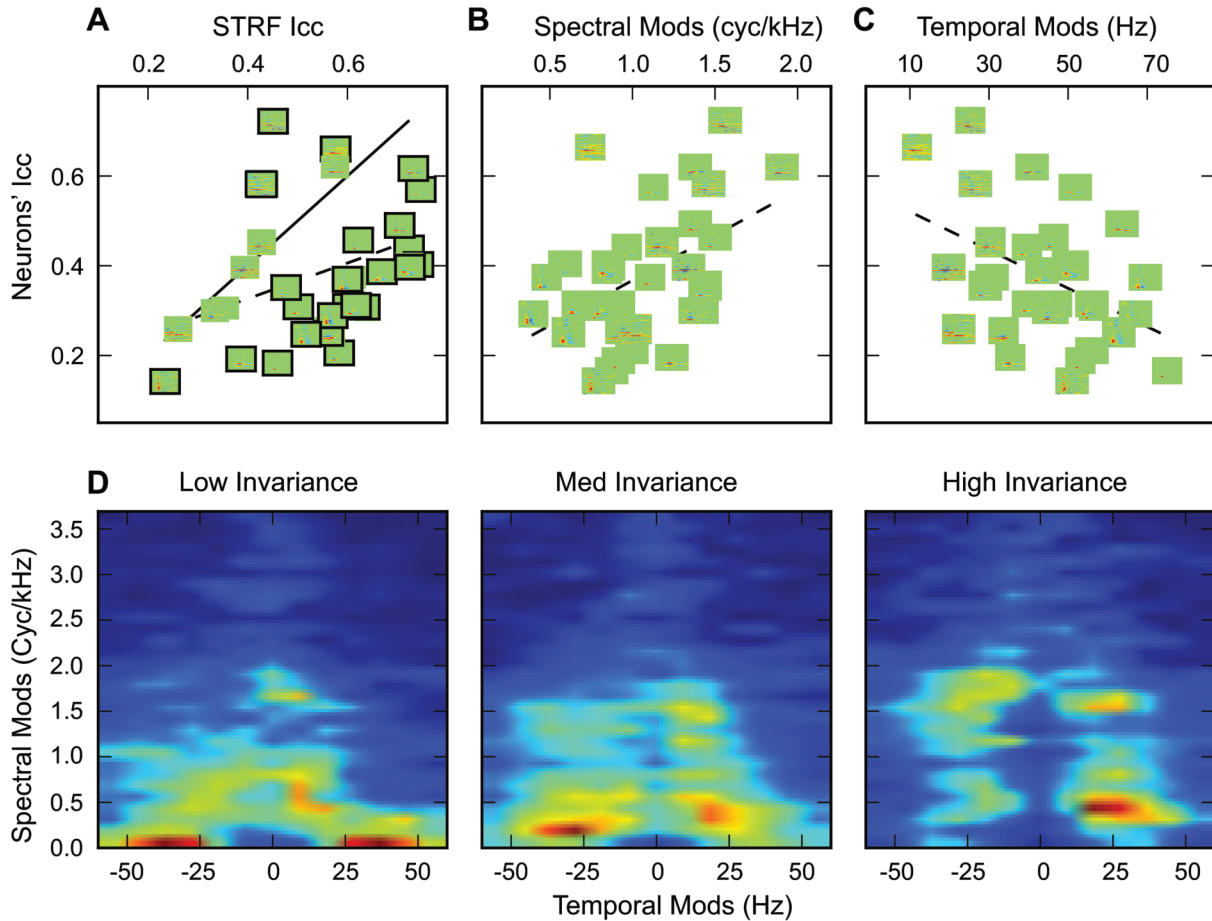 A STRF Icc B Spectral Mods (cyc/kHz) C Temporal Mods (Hz)
0.2 0.4 0.6 0.5 1.0 1.5 2.0 10 30 50 70
Neurons' Icc
0.6
0.4
0.2
D Low Invariance Med Invariance High Invariance
Spectral Mods (Cyc/kHz)
3.5
3.0
2.5
2.0
1.5
1.0
0.5
0.0
-50 -25 0 25 -50 -25 0 25 -50 -25 0 25 50
Temporal Mods (Hz)